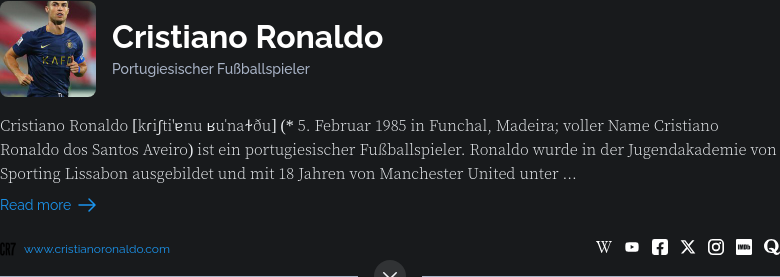 Cristiano Ronaldo
Portugiesischer Fußballspieler
Cristiano Ronaldo [kɾiʃtiˈɐnu ʁuˈnaɫðu] (* 5. Februar 1985 in Funchal, Madeira; voller Name Cristiano
Ronaldo dos Santos Aveiro) ist ein portugiesischer Fußballspieler. Ronaldo wurde in der Jugendakademie von
Sporting Lissabon ausgebildet und mit 18 Jahren von Manchester United unter ...
Read more
CR7 www.cristianoronaldo.com